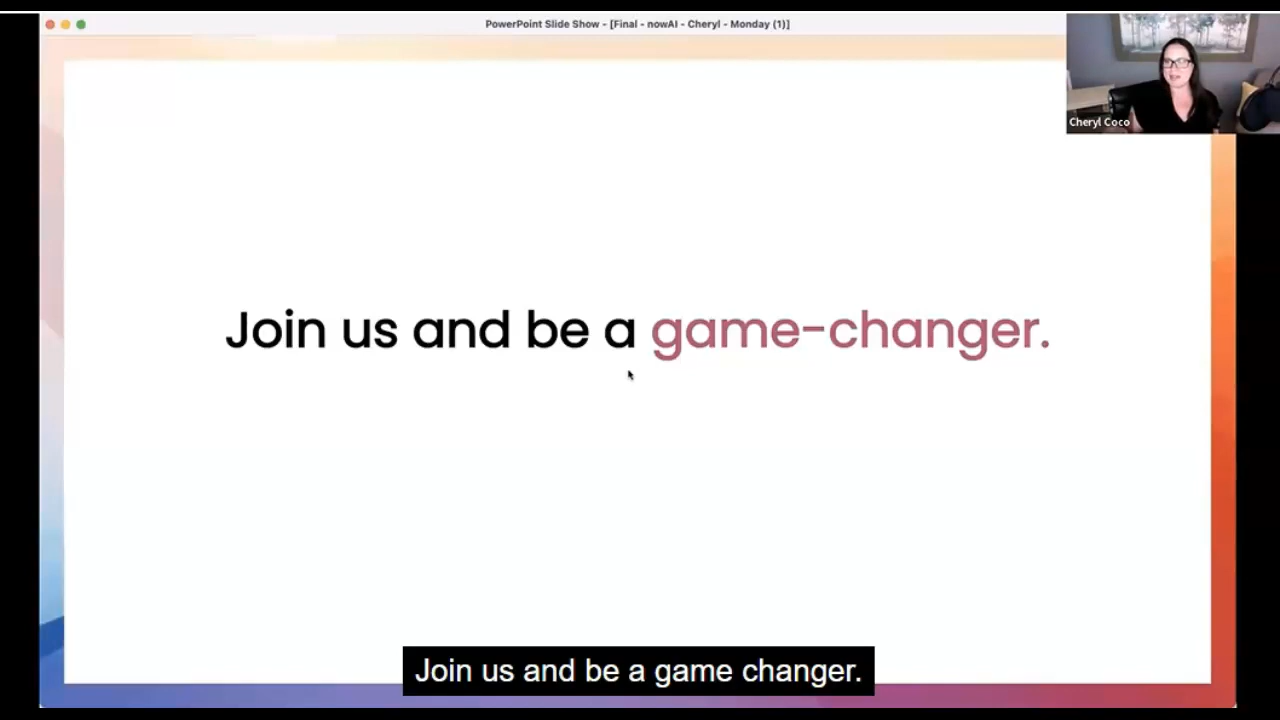 PowerPoint Slide Show - [Final - nowAI - Cheryl - Monday (1)]
Cheryl Coco
Join us and be a game-changer.
Join us and be a game changer.